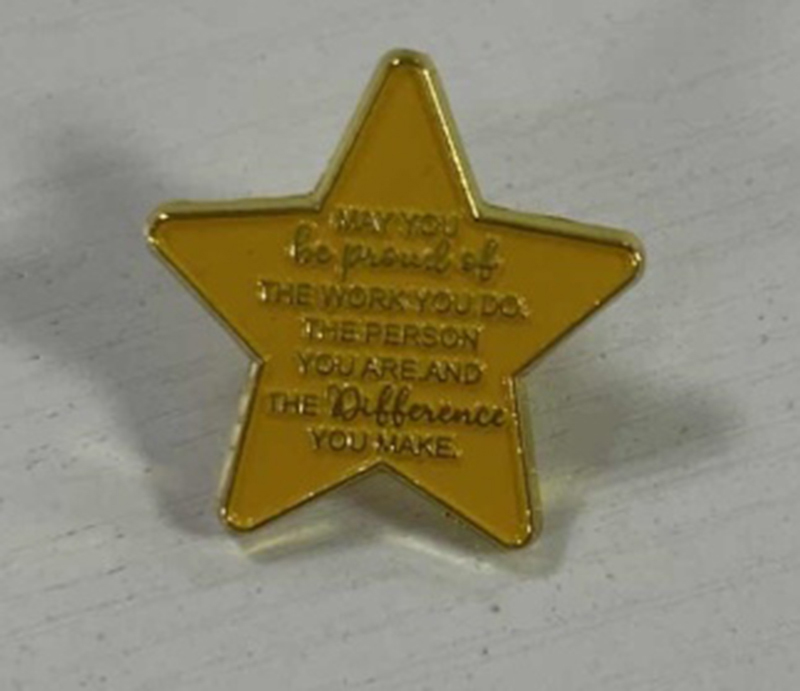 MAY YOU
be proud of
THE WORK YOU DO,
THE PERSON
YOU ARE AND
THE Difference
YOU MAKE.